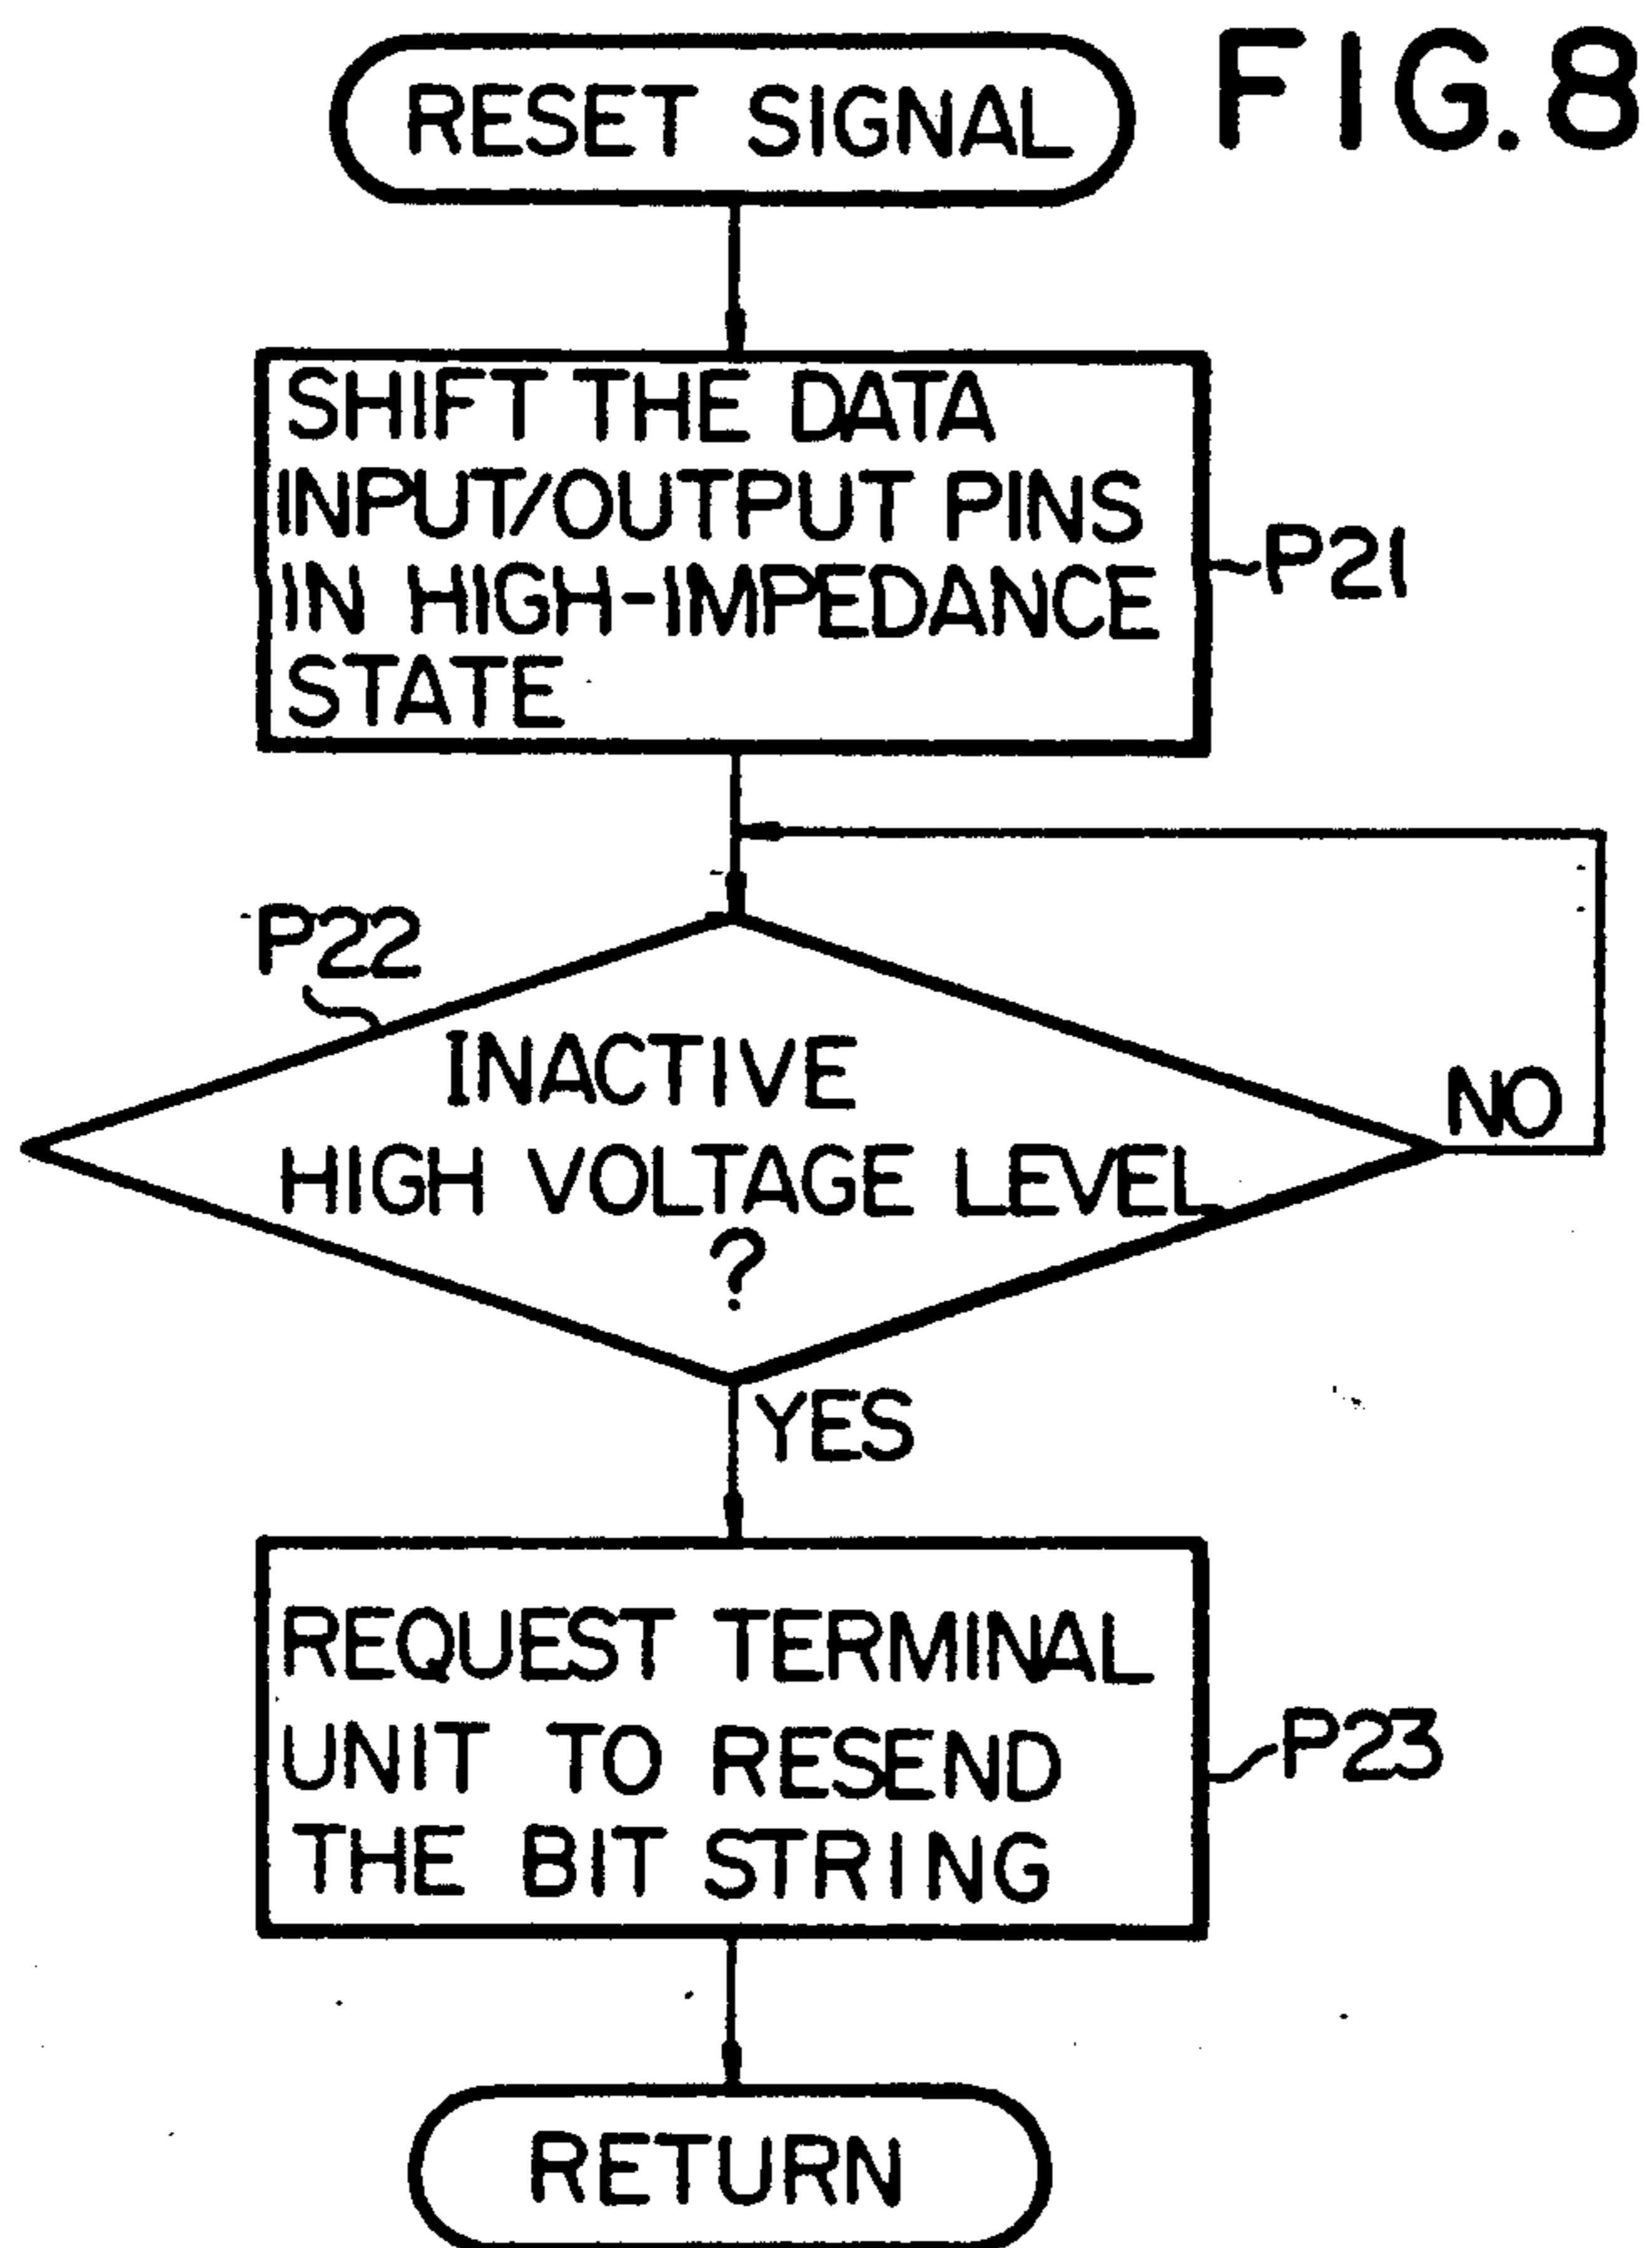 FIG. 8
RESET SIGNAL
SHIFT THE DATA
INPUT/OUTPUT PINS
IN HIGH-IMPEDANCE
STATE
P21
P22
INACTIVE
HIGH VOLTAGE LEVEL
?
NO
YES
REQUEST TERMINAL
UNIT TO RESEND
THE BIT STRING
P23
RETURN